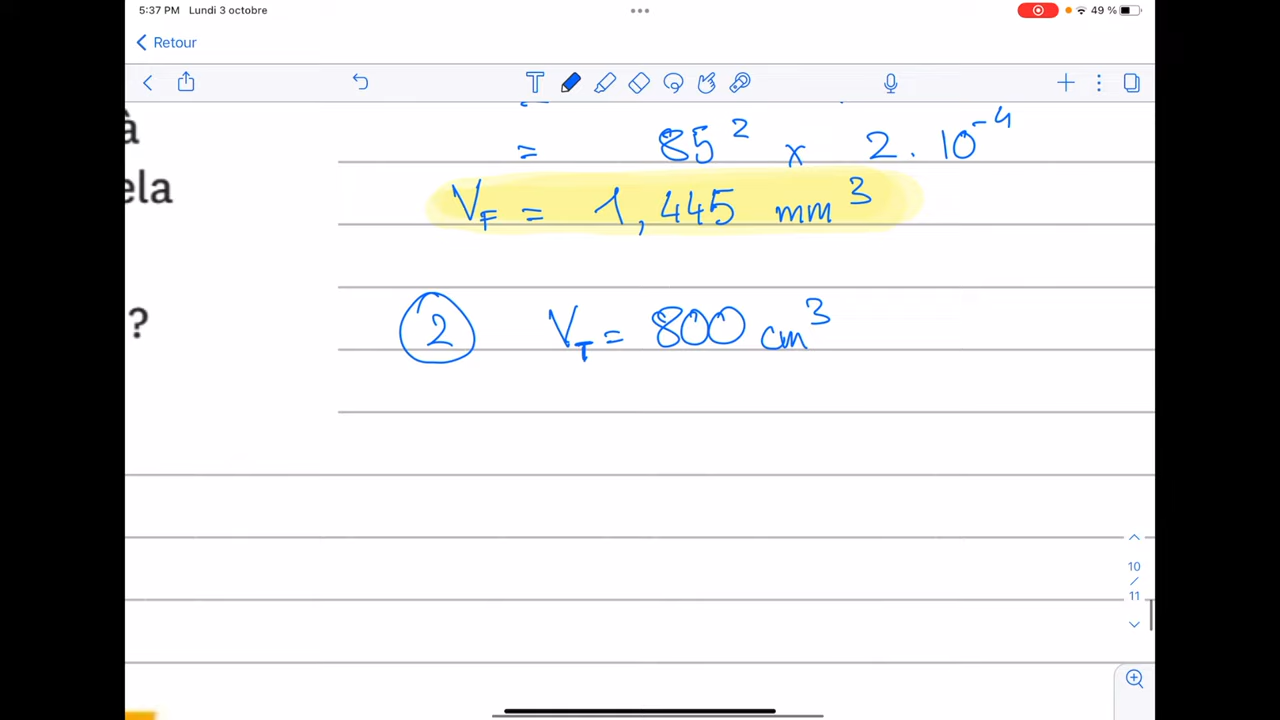 5:37 PM Lundi 3 octobre
49 %
Retour
à
= 85² x 2. 10⁻⁴
ela
V_F = 1,445 mm³
?
2 V_T = 800 cm³
10
/
11